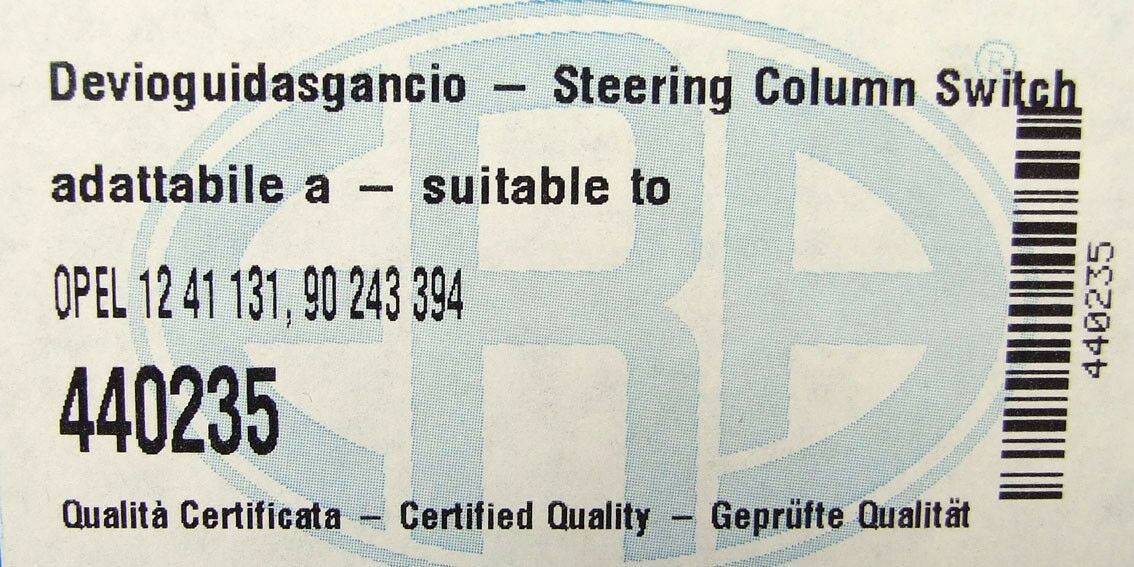 Devioguidasgancio – Steering Column Switch
adattabile a – suitable to
OPEL 12 41 131, 90 243 394
440235
Qualità Certificata – Certified Quality – Geprüfte Qualität
440235
ERA
®